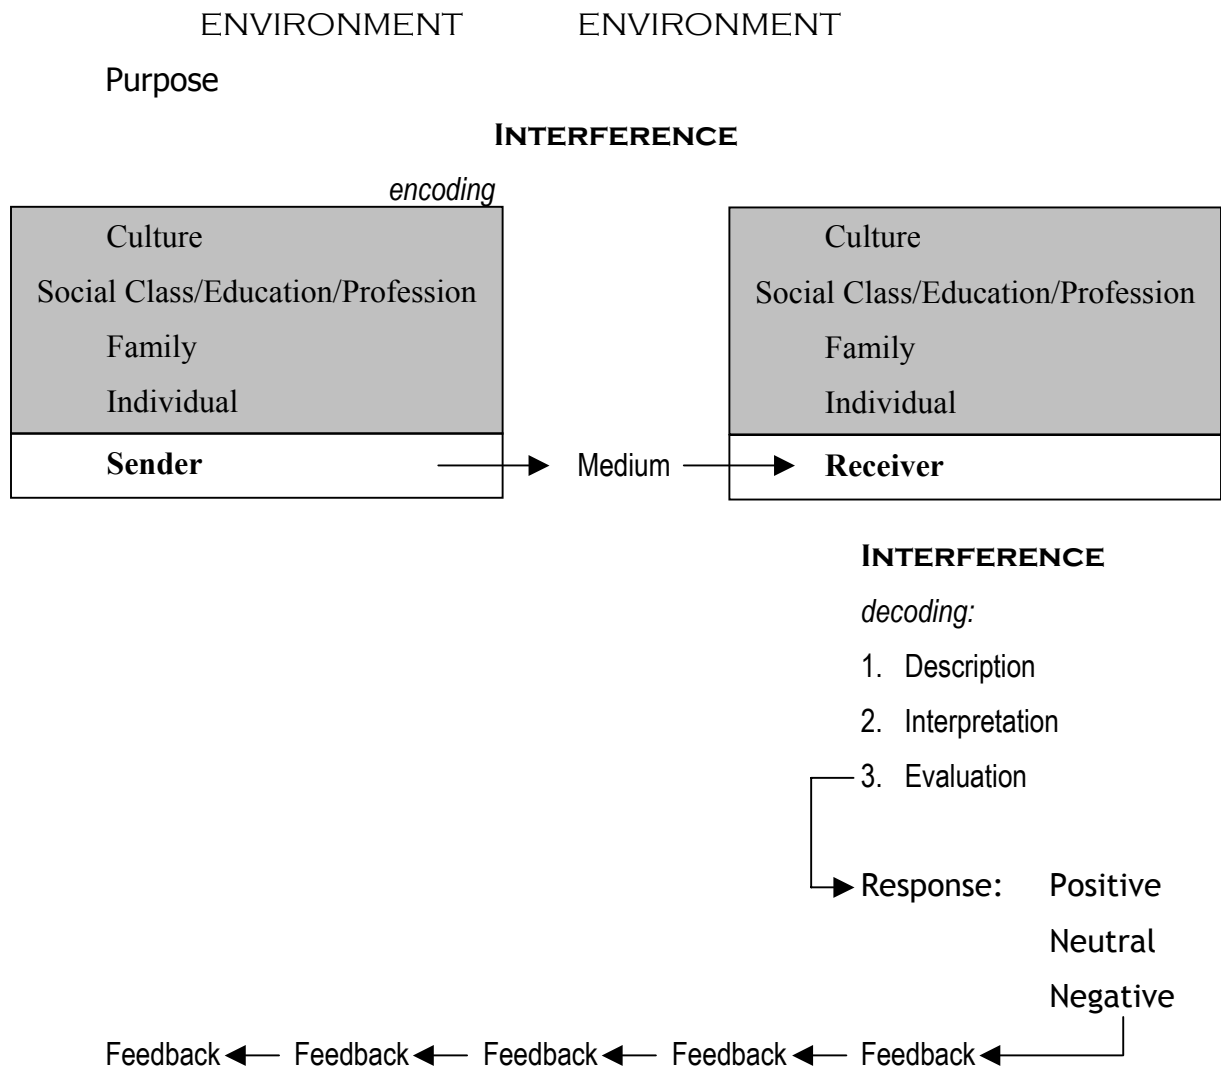 ENVIRONMENT ENVIRONMENT
Purpose
INTERFERENCE
encoding
Culture
Social Class/Education/Profession
Family
Individual
Sender
Medium
Culture
Social Class/Education/Profession
Family
Individual
Receiver
INTERFERENCE
decoding:
1. Description
2. Interpretation
3. Evaluation
Response: Positive
Neutral
Negative
Feedback Feedback Feedback Feedback Feedback